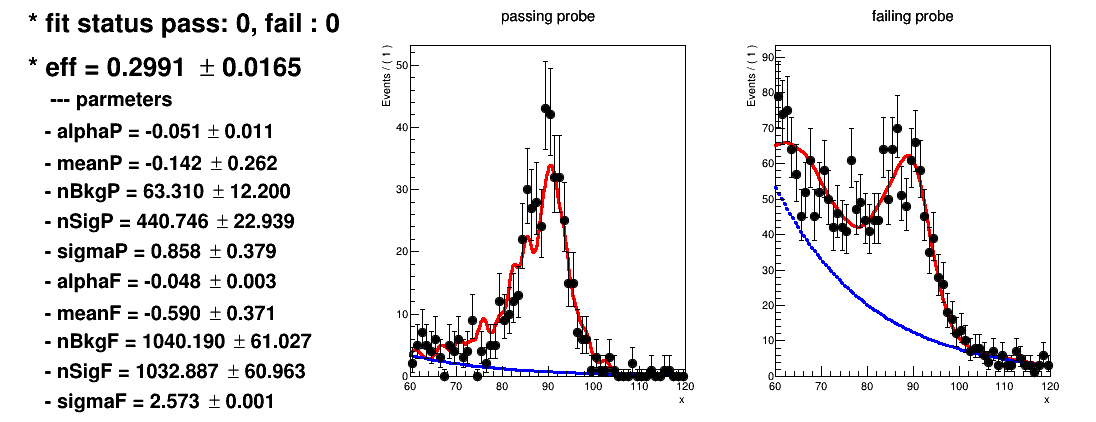 * fit status pass: 0, fail : 0
* eff = 0.2991 ± 0.0165
--- parmeters
- alphaP = -0.051 ± 0.011
- meanP = -0.142 ± 0.262
- nBkgP = 63.310 ± 12.200
- nSigP = 440.746 ± 22.939
- sigmaP = 0.858 ± 0.379
- alphaF = -0.048 ± 0.003
- meanF = -0.590 ± 0.371
- nBkgF = 1040.190 ± 61.027
- nSigF = 1032.887 ± 60.963
- sigmaF = 2.573 ± 0.001
passing probe
Events / ( 1 )
50
40
30
20
10
0
60 70 80 90 100 110 120
x
failing probe
Events / ( 1 )
90
80
70
60
50
40
30
20
10
0
60 70 80 90 100 110 120
x